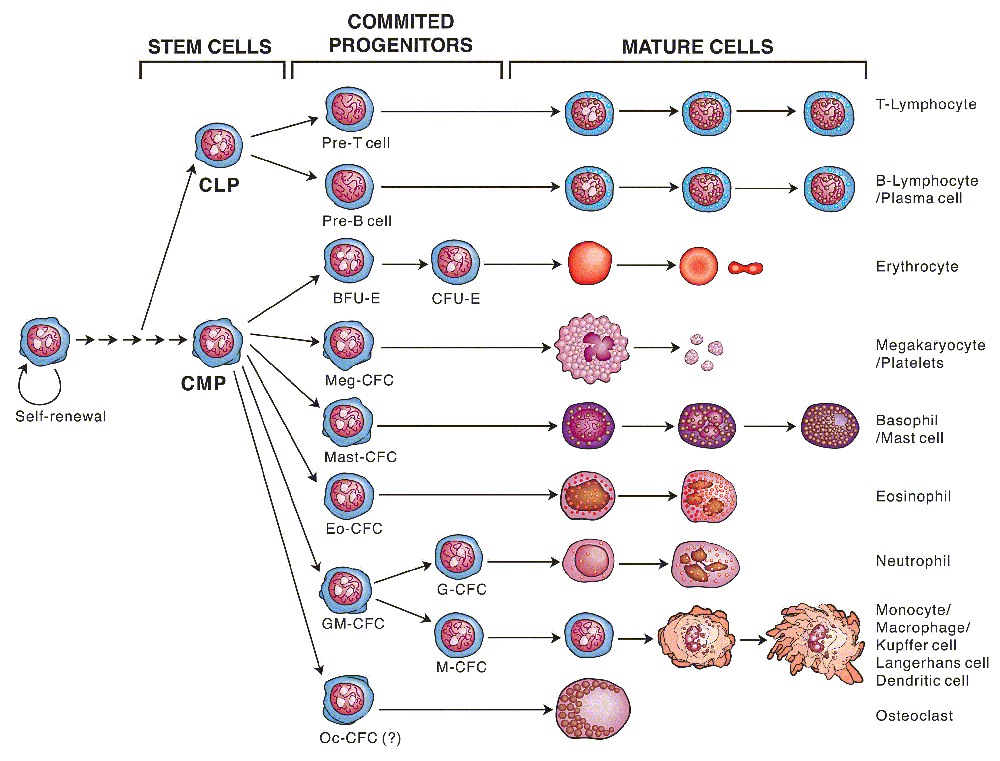 STEM CELLS
COMMITED
PROGENITORS
MATURE CELLS
T-Lymphocyte
Pre-T cell
CLP
B-Lymphocyte
/Plasma cell
Pre-B cell
Erythrocyte
BFU-E
CFU-E
Megakaryocyte
/Platelets
Meg-CFC
CMP
Self-renewal
Basophil
/Mast cell
Mast-CFC
Eosinophil
Eo-CFC
Neutrophil
G-CFC
GM-CFC
Monocyte/
Macrophage/
Kupffer cell
Langerhans cell
Dendritic cell
M-CFC
Osteoclast
Oc-CFC (?)